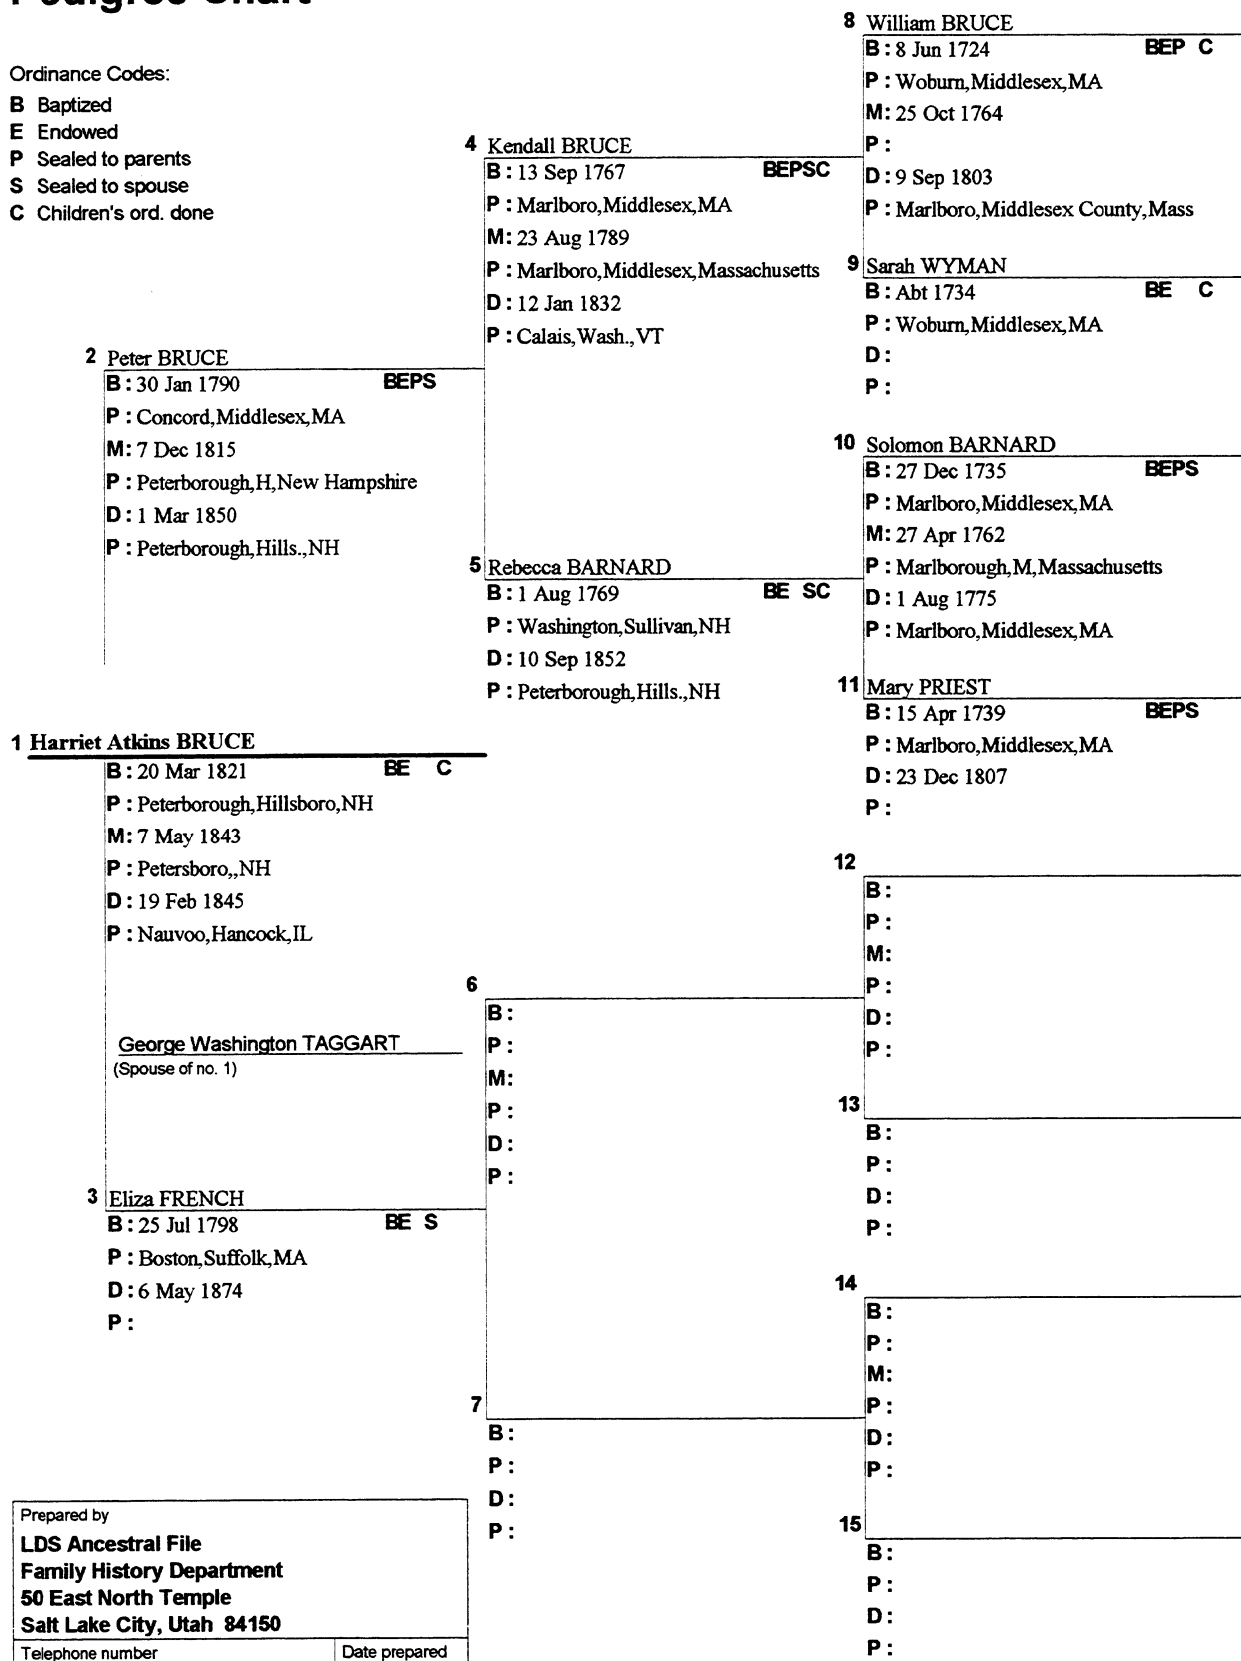 Pedigree Chart
Ordinance Codes:
B Baptized
E Endowed
P Sealed to parents
S Sealed to spouse
C Children's ord. done
8 William BRUCE
B: 8 Jun 1724 BEP C
P: Woburn,Middlesex,MA
M: 25 Oct 1764
P:
D: 9 Sep 1803
P: Marlboro,Middlesex County,Mass
4 Kendall BRUCE
B: 13 Sep 1767 BEPSC
P: Marlboro,Middlesex,MA
M: 23 Aug 1789
P: Marlboro,Middlesex,Massachusetts
D: 12 Jan 1832
P: Calais,Wash.,VT
9 Sarah WYMAN
B: Abt 1734 BE C
P: Woburn,Middlesex,MA
D:
P:
2 Peter BRUCE
B: 30 Jan 1790 BEPS
P: Concord,Middlesex,MA
M: 7 Dec 1815
P: Peterborough,H,New Hampshire
D: 1 Mar 1850
P: Peterborough,Hills.,NH
10 Solomon BARNARD
B: 27 Dec 1735 BEPS
P: Marlboro,Middlesex,MA
M: 27 Apr 1762
P: Marlborough,M,Massachusetts
D: 1 Aug 1775
P: Marlboro,Middlesex,MA
5 Rebecca BARNARD
B: 1 Aug 1769 BE SC
P: Washington,Sullivan,NH
D: 10 Sep 1852
P: Peterborough,Hills.,NH
11 Mary PRIEST
B: 15 Apr 1739 BEPS
P: Marlboro,Middlesex,MA
D: 23 Dec 1807
P:
1 Harriet Atkins BRUCE
B: 20 Mar 1821 BE C
P: Peterborough,Hillsboro,NH
M: 7 May 1843
P: Petersboro,,NH
D: 19 Feb 1845
P: Nauvoo,Hancock,IL
George Washington TAGGART
(Spouse of no. 1)
12
B:
P:
M:
P:
D:
P:
6
B:
P:
M:
P:
D:
P:
13
B:
P:
D:
P:
3 Eliza FRENCH
B: 25 Jul 1798 BE S
P: Boston,Suffolk,MA
D: 6 May 1874
P:
14
B:
P:
M:
P:
D:
P:
7
B:
P:
D:
P:
15
B:
P:
D:
P:
Prepared by
LDS Ancestral File
Family History Department
50 East North Temple
Salt Lake City, Utah 84150
Telephone number Date prepared